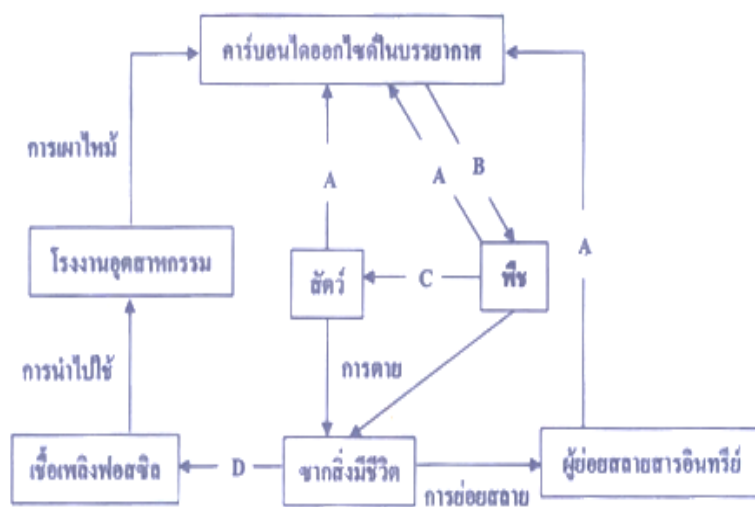 คาร์บอนไดออกไซด์ในบรรยากาศ
การเผาไหม้
A
A
B
A
โรงงานอุตสาหกรรม
สัตว์
C
พืช
การนำไปใช้
การตาย
เชื้อเพลิงฟอสซิล
D
ซากสิ่งมีชีวิต
การย่อยสลาย
ผู้ย่อยสลายสารอินทรีย์